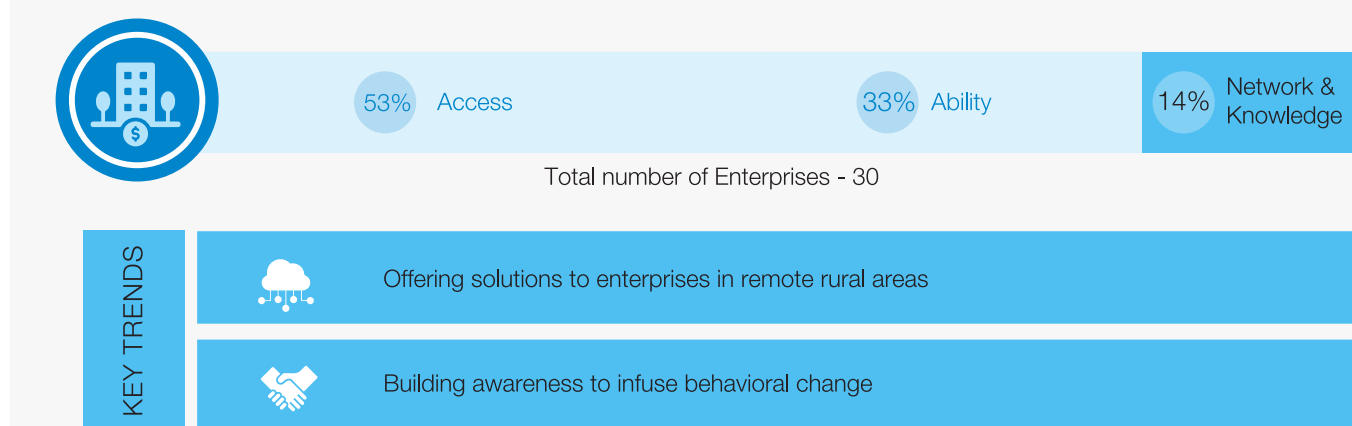 53% Access
33% Ability
14% Network &
Knowledge
$
Total number of Enterprises - 30
KEY TRENDS
Offering solutions to enterprises in remote rural areas
Building awareness to infuse behavioral change